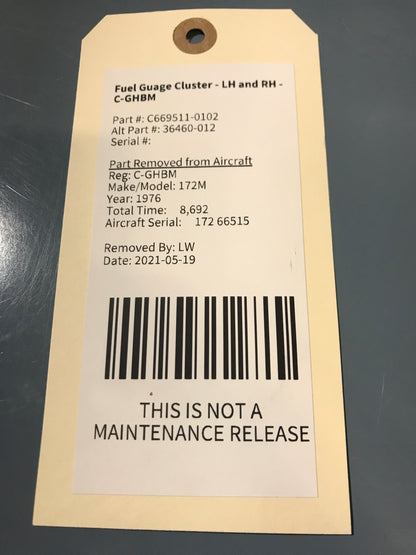 Fuel Guage Cluster - LH and RH -
C-GHBM
Part #: C669511-0102
Alt Part #: 36460-012
Serial #:
Part Removed from Aircraft
Reg: C-GHBM
Make/Model: 172M
Year: 1976
Total Time: 8,692
Aircraft Serial: 172 66515
Removed By: LW
Date: 2021-05-19
THIS IS NOT A
MAINTENANCE RELEASE